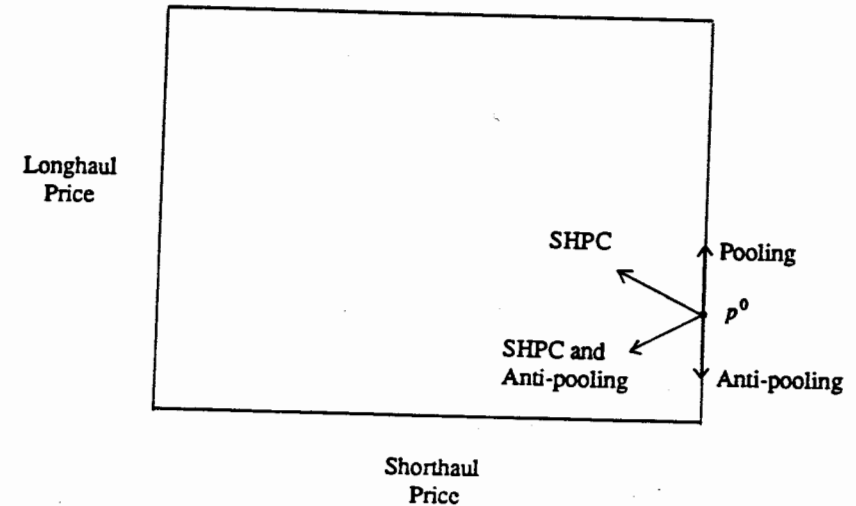 Longhaul
Price
SHPC
Pooling
p⁰
SHPC and
Anti-pooling
Anti-pooling
Shorthaul
Price